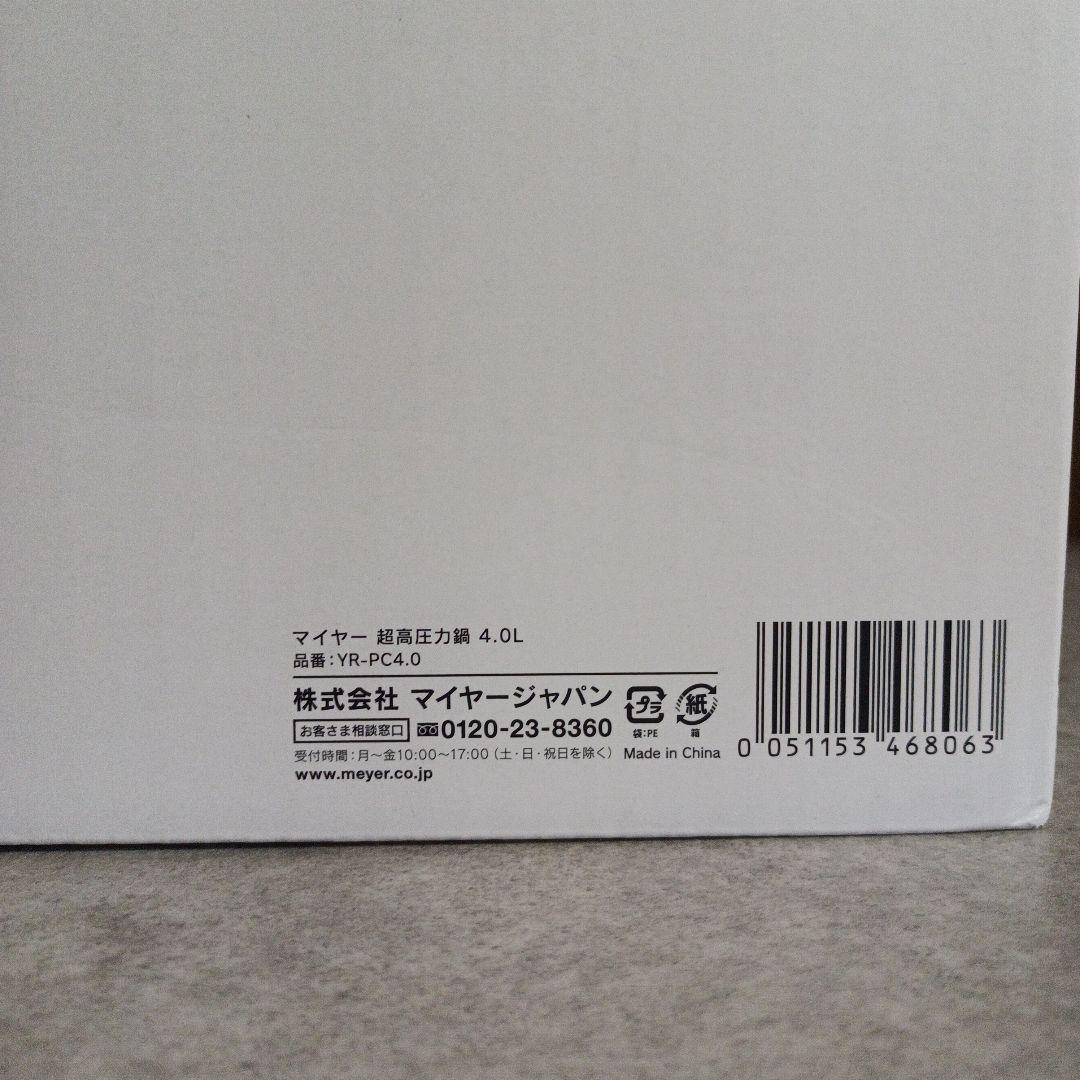 マイヤー 超高圧力鍋 4.0L
品番：YR-PC4.0
株式会社 マイヤージャパン
お客さま相談窓口 0120-23-8360
受付時間：月～金10:00～17:00（土・日・祝日を除く）
www.meyer.co.jp
プラ 紙
袋:PE 箱
Made in China
0 051153 468063